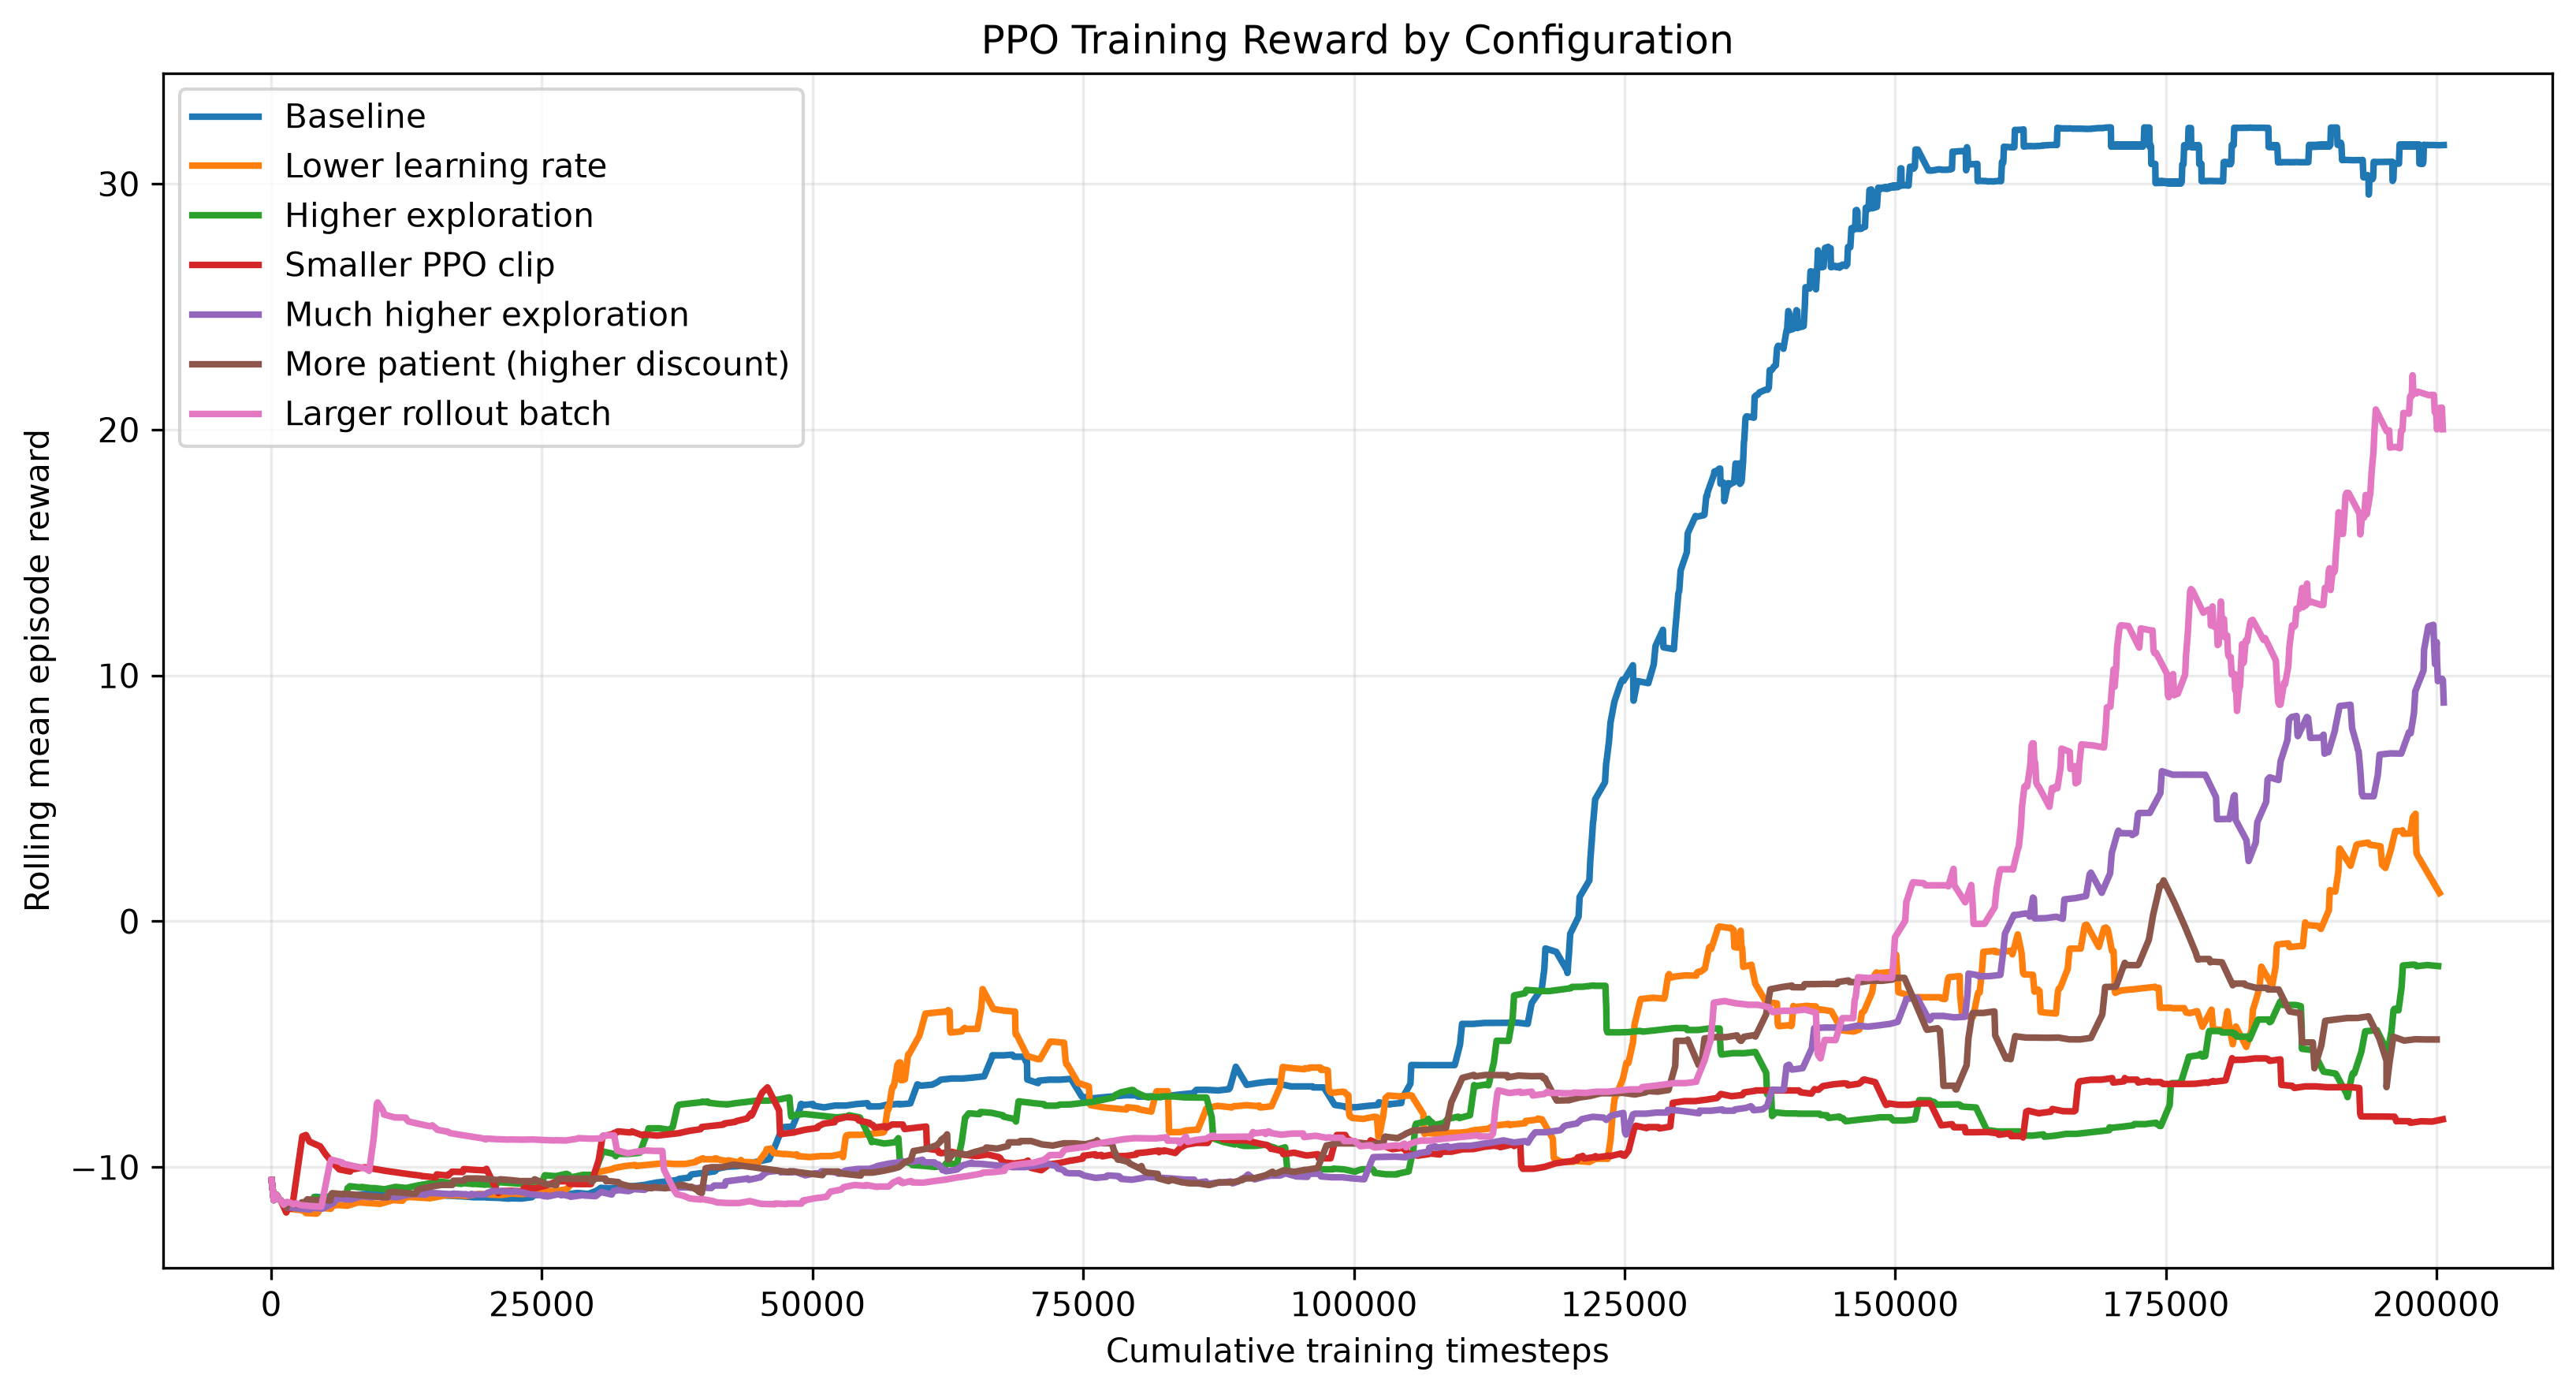 PPO Training Reward by Configuration
Baseline
Lower learning rate
Higher exploration
Smaller PPO clip
Much higher exploration
More patient (higher discount)
Larger rollout batch
30
20
10
0
−10
Rolling mean episode reward
0 25000 50000 75000 100000 125000 150000 175000 200000
Cumulative training timesteps